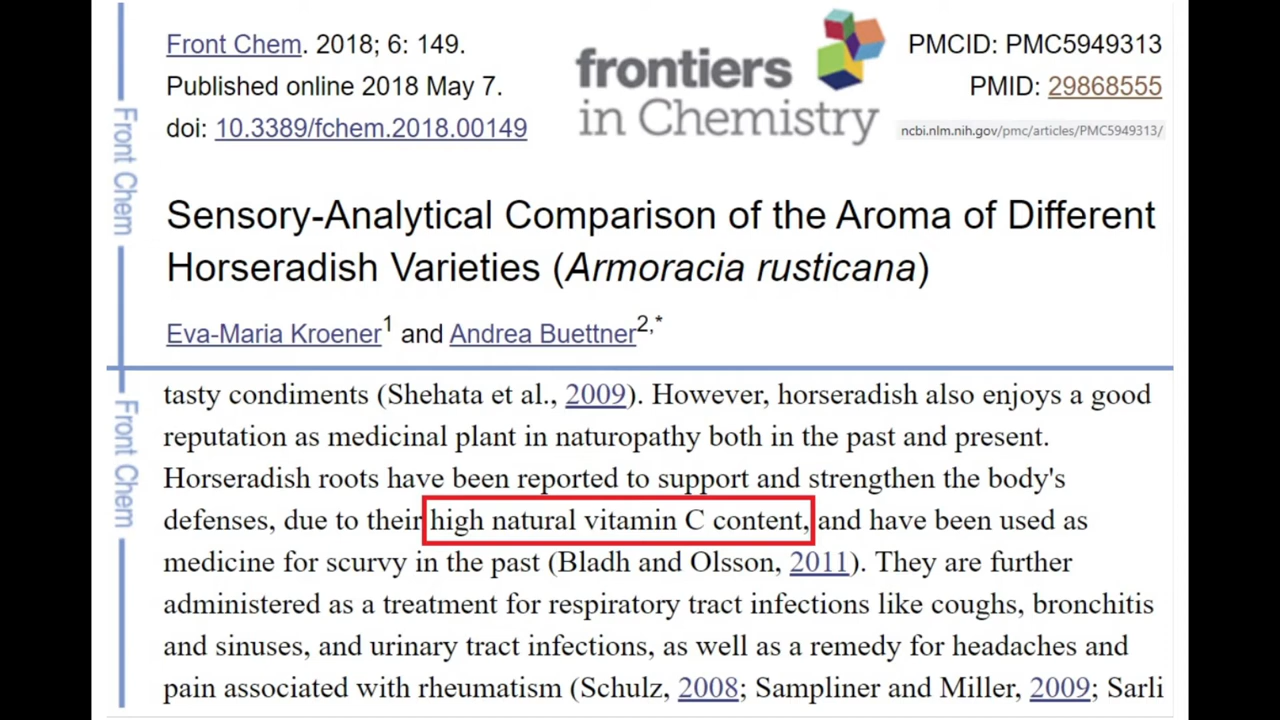 Front Chem. 2018; 6: 149.
Published online 2018 May 7.
doi: 10.3389/fchem.2018.00149
frontiers
in Chemistry
PMCID: PMC5949313
PMID: 29868555
ncbi.nlm.nih.gov/pmc/articles/PMC5949313/
Front Chem
Sensory-Analytical Comparison of the Aroma of Different
Horseradish Varieties (Armoracia rusticana)
Eva-Maria Kroener1 and Andrea Buettner2,*
Front Chem
tasty condiments (Shehata et al., 2009). However, horseradish also enjoys a good
reputation as medicinal plant in naturopathy both in the past and present.
Horseradish roots have been reported to support and strengthen the body's
defenses, due to their high natural vitamin C content, and have been used as
medicine for scurvy in the past (Bladh and Olsson, 2011). They are further
administered as a treatment for respiratory tract infections like coughs, bronchitis
and sinuses, and urinary tract infections, as well as a remedy for headaches and
pain associated with rheumatism (Schulz, 2008; Sampliner and Miller, 2009; Sarli